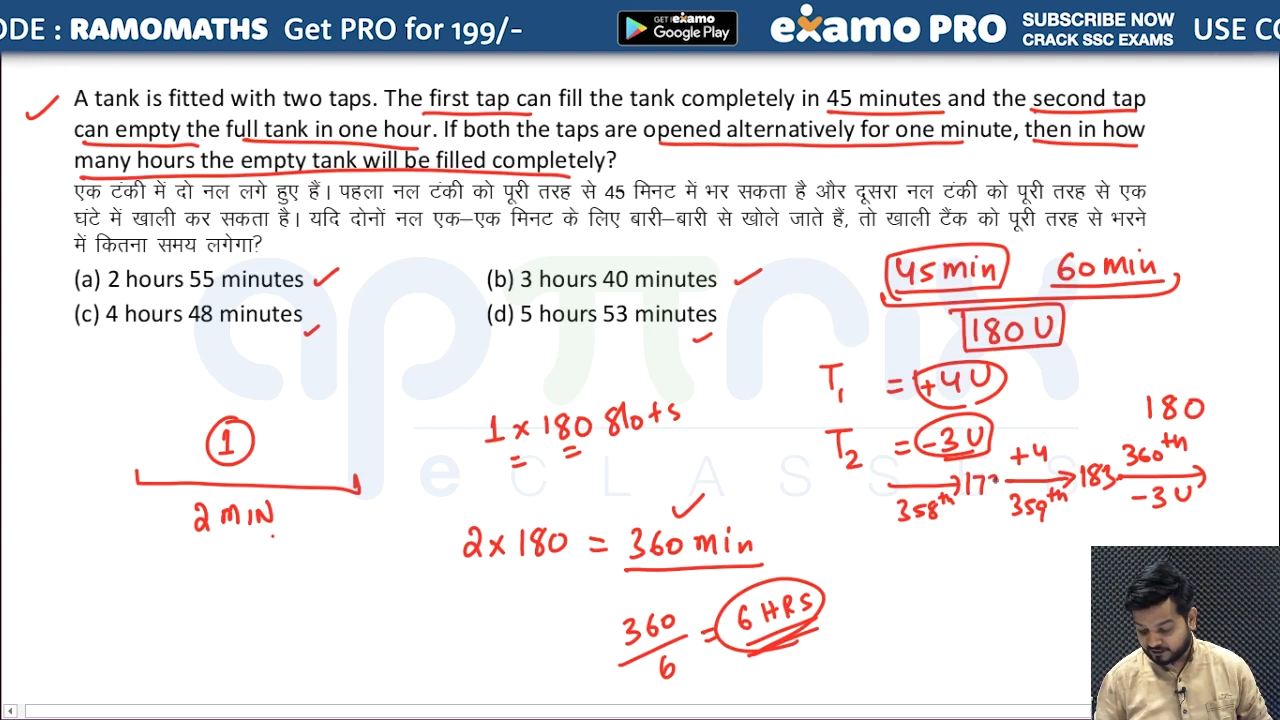 ODE : RAMOMATHS Get PRO for 199/-
GET IT ON examo
Google Play
examo PRO
SUBSCRIBE NOW
CRACK SSC EXAMS
USE CO
A tank is fitted with two taps. The first tap can fill the tank completely in 45 minutes and the second tap
can empty the full tank in one hour. If both the taps are opened alternatively for one minute, then in how
many hours the empty tank will be filled completely?
एक टंकी में दो नल लगे हुए हैं। पहला नल टंकी को पूरी तरह से 45 मिनट में भर सकता है और दूसरा नल टंकी को पूरी तरह से एक
घंटे में खाली कर सकता है। यदि दोनों नल एक–एक मिनट के लिए बारी–बारी से खोले जाते हैं, तो खाली टैंक को पूरी तरह से भरने
में कितना समय लगेगा?
(a) 2 hours 55 minutes (b) 3 hours 40 minutes
(c) 4 hours 48 minutes (d) 5 hours 53 minutes
45 min 60 min
180 U
T1 = +4U
T2 = -3U
180
358th 17
+4
359th
183
360th
-3U
1
2 MIN
1 x 180 Slots
2 x 180 = 360 min
360/6 = 6 HRS
e CLASSES